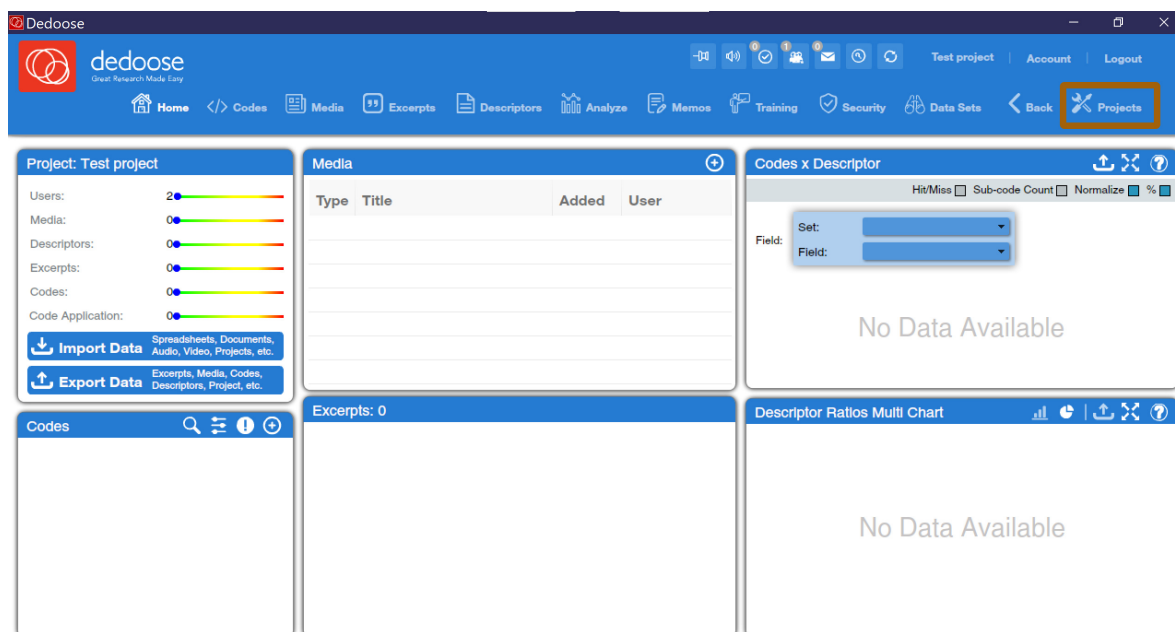 Dedoose
dedoose
Great Research Made Easy
0 1 0
Test project | Account | Logout
Home </> Codes Media Excerpts Descriptors Analyze Memos Training Security Data Sets Back Projects
Project: Test project
Users: 2
Media: 0
Descriptors: 0
Excerpts: 0
Codes: 0
Code Application: 0
Import Data Spreadsheets, Documents,
Audio, Video, Projects, etc.
Export Data Excerpts, Media, Codes,
Descriptors, Project, etc.
Media
Type Title Added User
Codes x Descriptor
Hit/Miss Sub-code Count Normalize %
Field:
Set:
Field:
No Data Available
Codes
Excerpts: 0
Descriptor Ratios Multi Chart
No Data Available